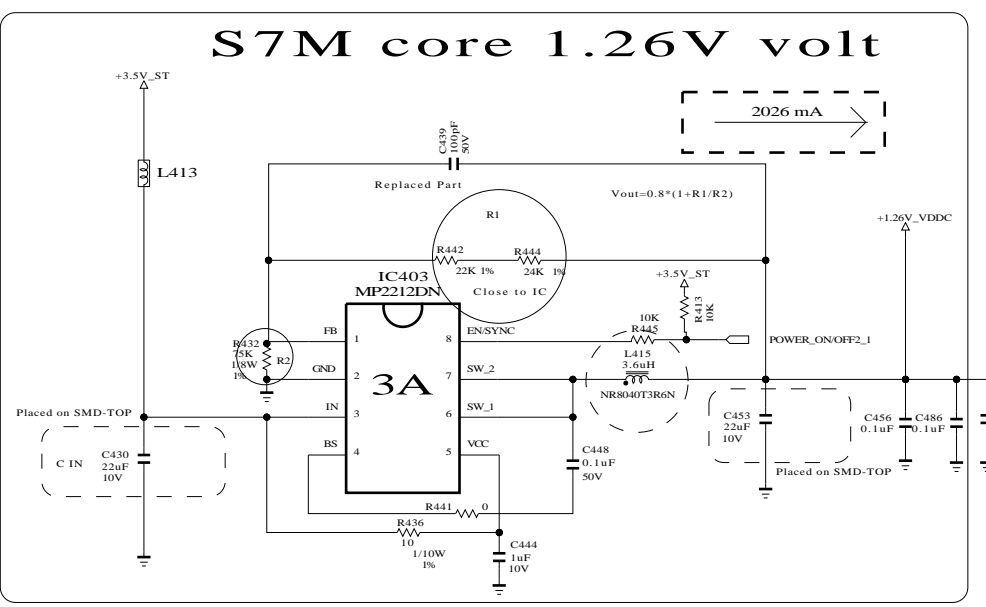 S7M core 1.26V volt
+3.5V_ST
2026 mA
C439
100pF
50V
L413
Replaced Part
Vout=0.8*(1+R1/R2)
R1
+1.26V_VDDC
R442
R444
22K 1%
24K 1%
+3.5V_ST
IC403
MP2212DN
Close to IC
R413
10K
10K
R445
FB
EN/SYNC
1
8
POWER_ON/OFF2_1
R432
75K
1/8W
1%
R2
L415
3.6uH
GND
SW_2
2
7
3A
NR8040T3R6N
Placed on SMD-TOP
IN
SW_1
3
6
C453
22uF
10V
C456
0.1uF
C486
0.1uF
BS
VCC
4
5
C IN
C430
22uF
10V
C448
0.1uF
50V
Placed on SMD-TOP
R441
0
R436
10
1/10W
1%
C444
1uF
10V